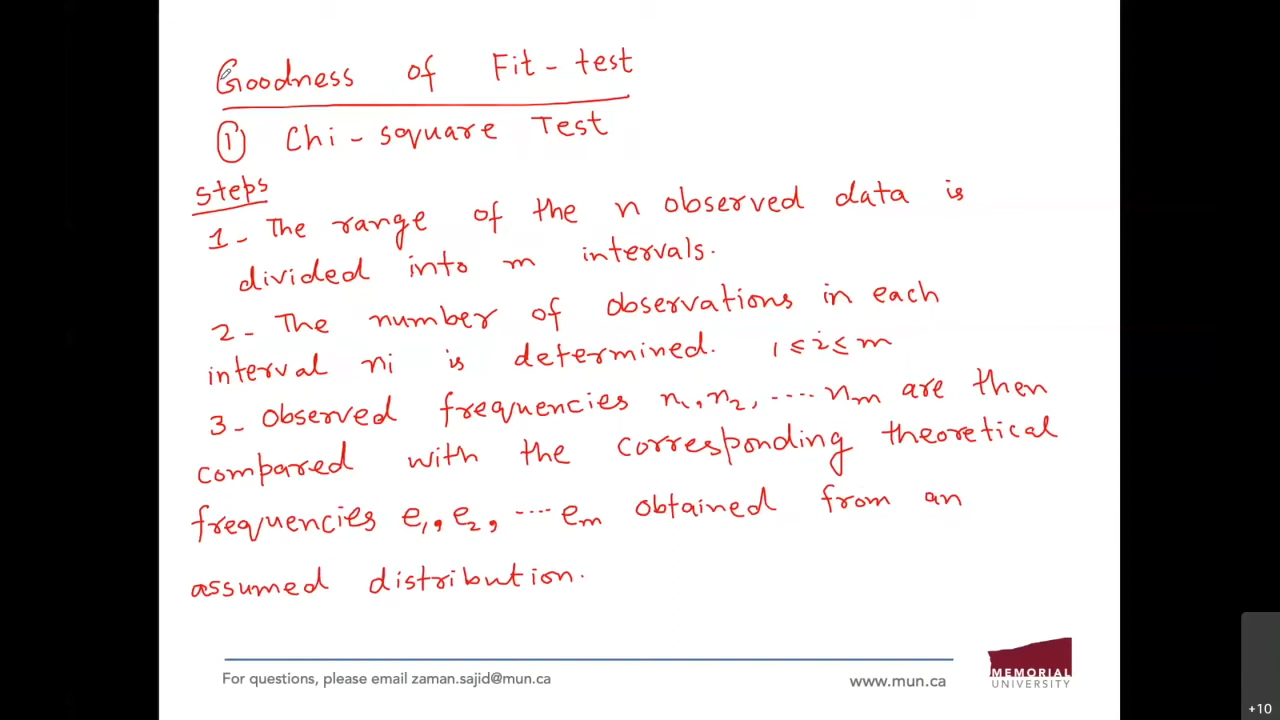 Goodness of Fit-test
① Chi-square Test
Steps
1- The range of the n observed data is
divided into m intervals.
2- The number of observations in each
interval ni is determined. 1≤i≤m
3- Observed frequencies n₁, n₂, ····nm are then
compared with the corresponding theoretical
frequencies e₁, e₂, ····em obtained from an
assumed distribution.
For questions, please email zaman.sajid@mun.ca
www.mun.ca
MEMORIAL
UNIVERSITY
+10